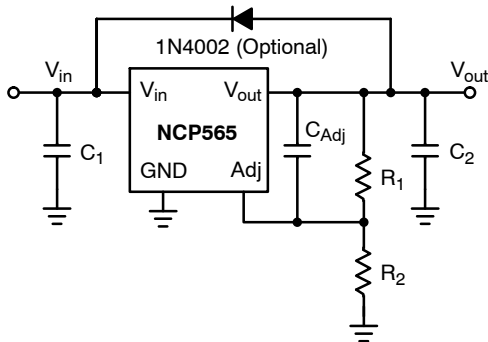 1N4002 (Optional)
V_in
V_out
V_in
V_out
NCP565
C_Adj
C_1
R_1
C_2
GND
Adj
R_2